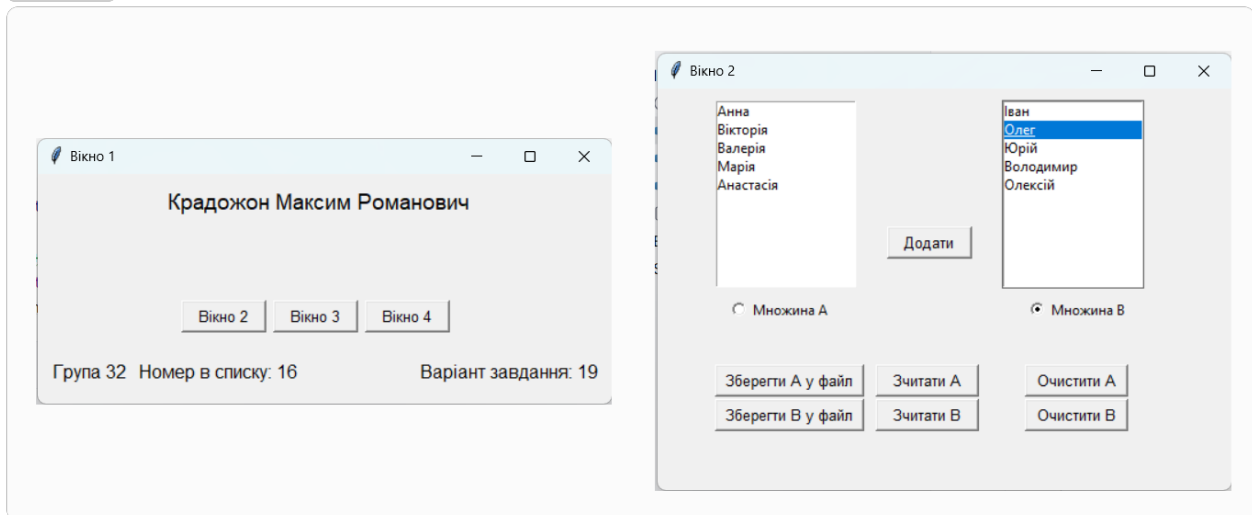 Вікно 1
Крадожон Максим Романович
Вікно 2 Вікно 3 Вікно 4
Група 32 Номер в списку: 16 Варіант завдання: 19
Вікно 2
Анна
Вікторія
Валерія
Марія
Анастасія
Додати
Іван
Олег
Юрій
Володимир
Олексій
Множина А Множина В
Зберегти А у файл Зчитати А Очистити А
Зберегти В у файл Зчитати В Очистити В